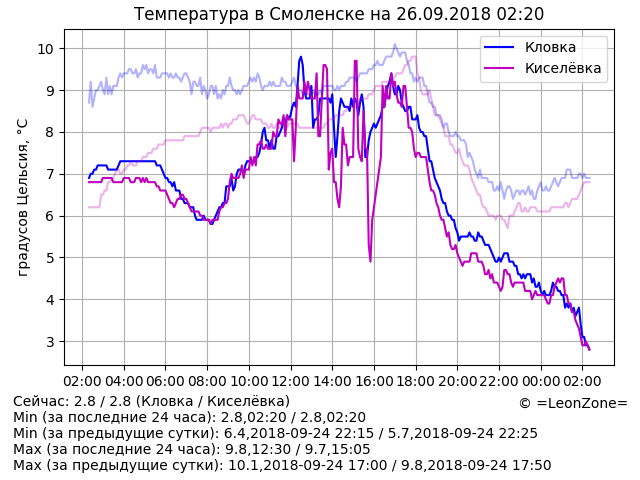 Температура в Смоленске на 26.09.2018 02:20
градусов Цельсия, °C
10
9
8
7
6
5
4
3
Кловка
Киселёвка
02:00 04:00 06:00 08:00 10:00 12:00 14:00 16:00 18:00 20:00 22:00 00:00 02:00
Сейчас: 2.8 / 2.8 (Кловка / Киселёвка)
© =LeonZone=
Min (за последние 24 часа): 2.8,02:20 / 2.8,02:20
Min (за предыдущие сутки): 6.4,2018-09-24 22:15 / 5.7,2018-09-24 22:25
Max (за последние 24 часа): 9.8,12:30 / 9.7,15:05
Max (за предыдущие сутки): 10.1,2018-09-24 17:00 / 9.8,2018-09-24 17:50